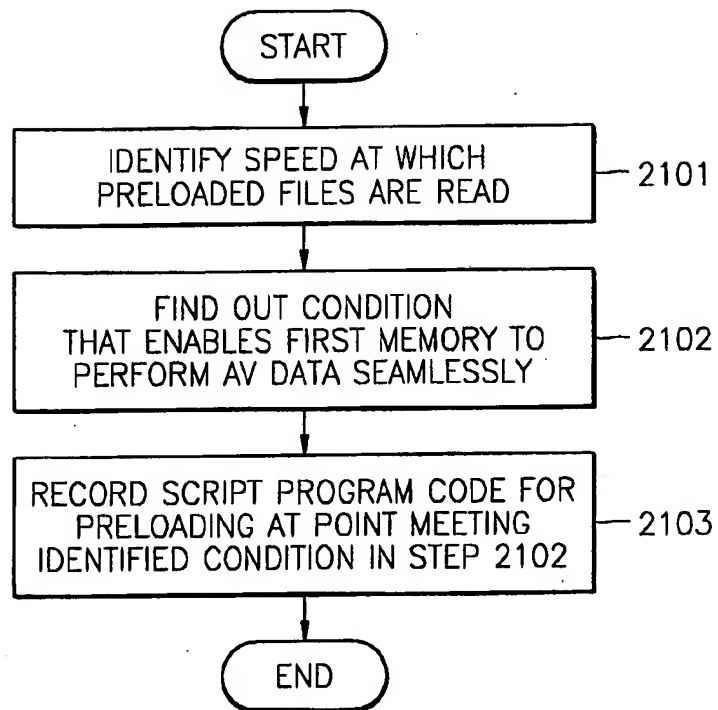 START
IDENTIFY SPEED AT WHICH
PRELOADED FILES ARE READ
2101
FIND OUT CONDITION
THAT ENABLES FIRST MEMORY TO
PERFORM AV DATA SEAMLESSLY
2102
RECORD SCRIPT PROGRAM CODE FOR
PRELOADING AT POINT MEETING
IDENTIFIED CONDITION IN STEP 2102
2103
END